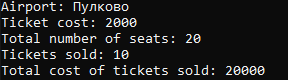 Airport: Пулково
Ticket cost: 2000
Total number of seats: 20
Tickets sold: 10
Total cost of tickets sold: 20000